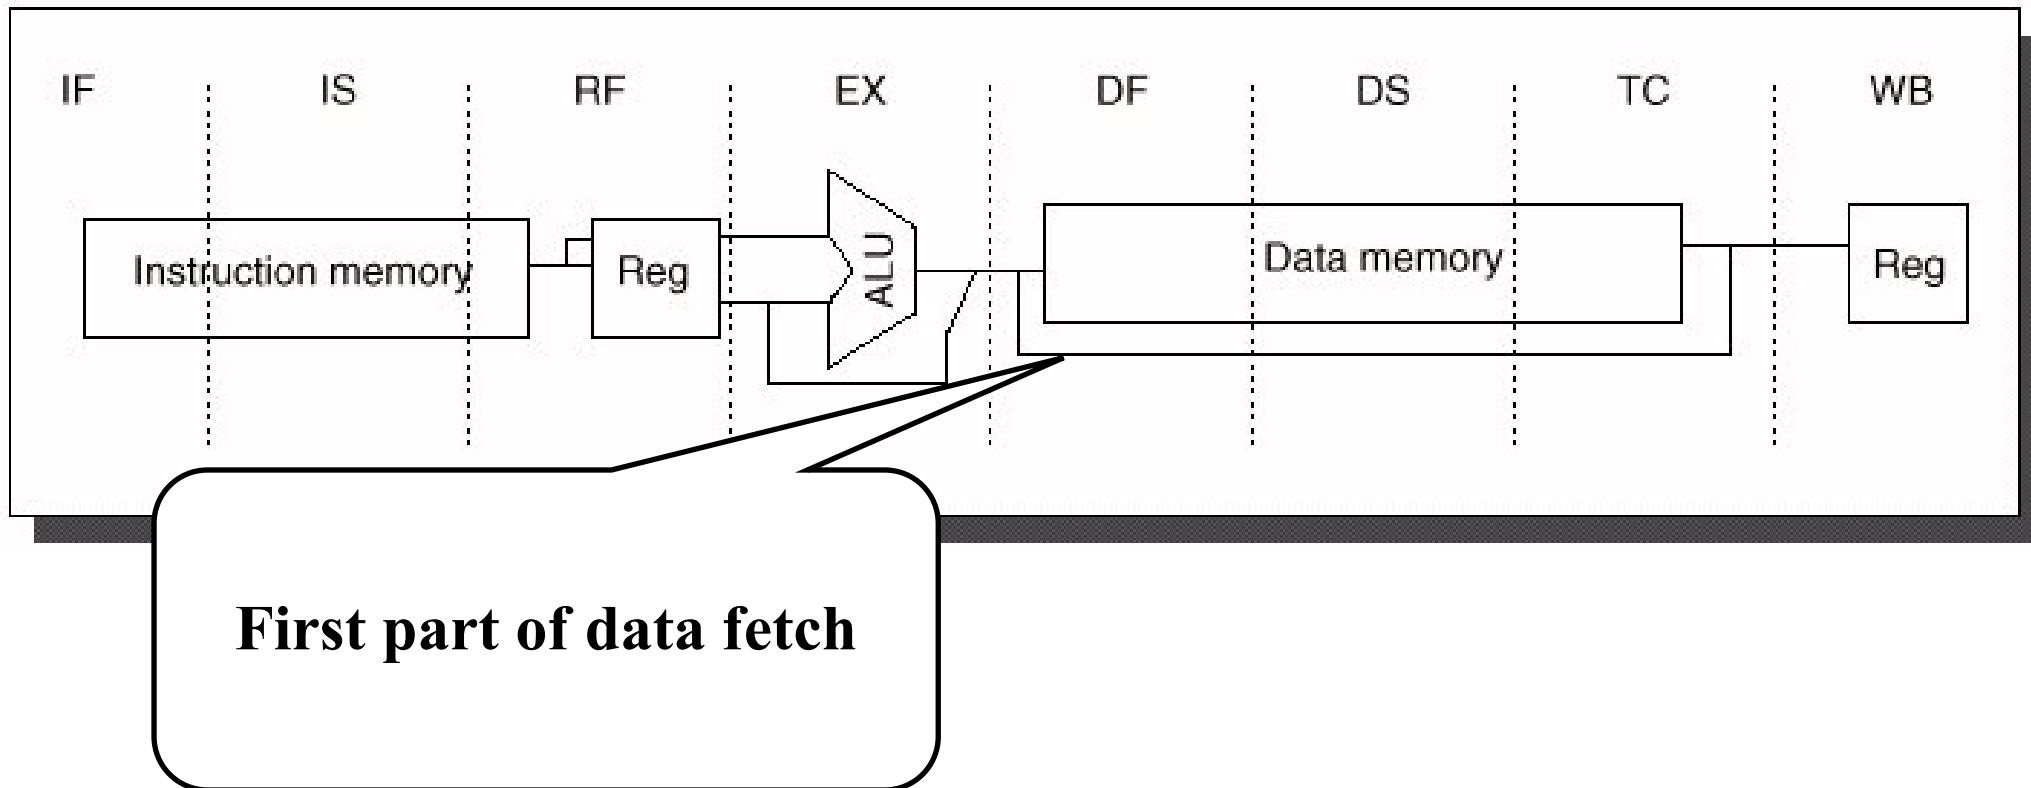 IF IS RF EX DF DS TC WB
Instruction memory Reg ALU Data memory Reg
First part of data fetch